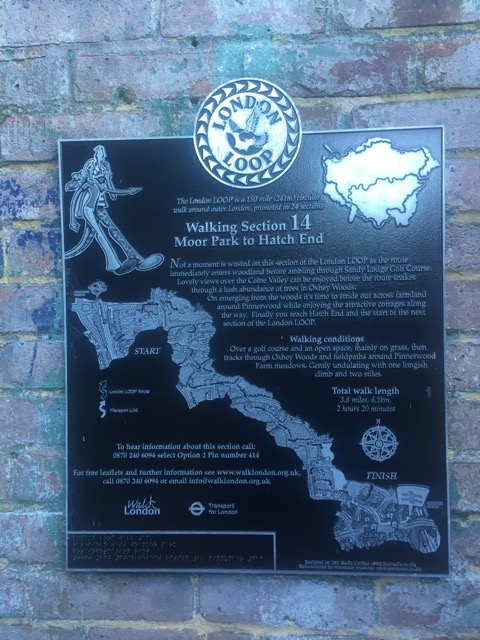 LONDON
LOOP
The London LOOP is a 150 mile (241km) circular
walk around outer London, promoted in 24 sections
Walking Section 14
Moor Park to Hatch End
Not a moment is wasted on this section of the London LOOP as the route
immediately enters woodland before ambling through Sandy Lodge Golf Course.
Lovely views over the Colne Valley can be enjoyed before the route snakes
through a lush abundance of trees in Oxhey Woods.
On emerging from the woods it's time to stride out across farmland
around Pinnerwood while enjoying the attractive cottages along
the way. Finally you reach Hatch End and the start of the next
section of the London LOOP.
Walking conditions
Over a golf course and an open space, mainly on grass, then
tracks through Oxhey Woods and fieldpaths around Pinnerwood
Farm meadows. Gently undulating with one longish
climb and two stiles.
START
London LOOP Route
Transport Link
Total walk length
3.8 miles, 6.1km,
2 hours 20 minutes
To hear information about this section call:
0870 240 6094 select Option 2 Pin number 414
FINISH
For free leaflets and further information see www.walklondon.org.uk,
call 0870 240 6094 or email info@walklondon.org.uk
Walk
London
Transport
for London